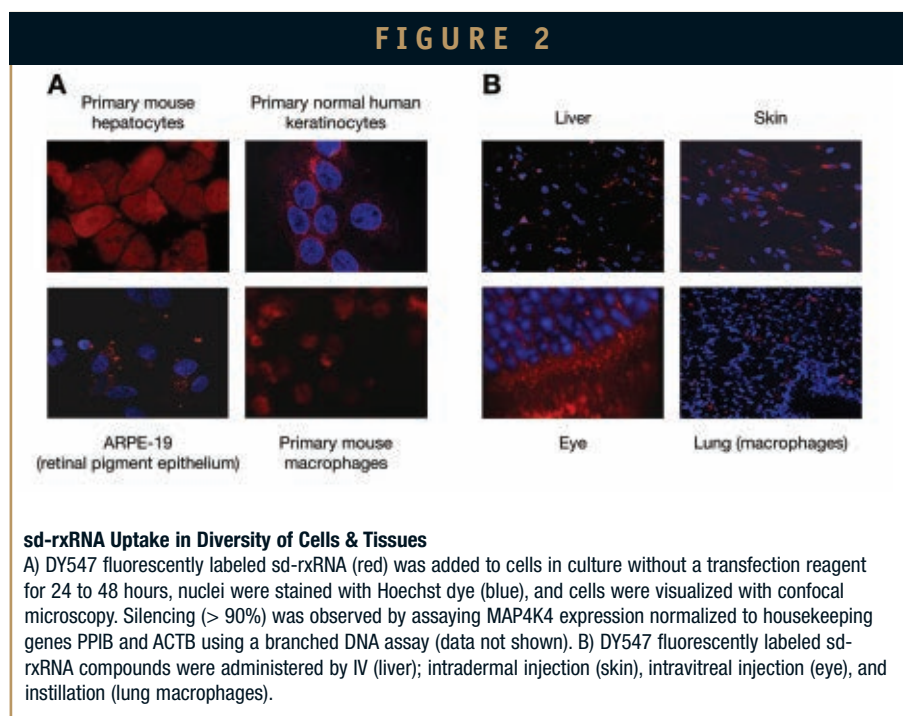 FIGURE 2
A
Primary mouse
hepatocytes
Primary normal human
keratinocytes
ARPE-19
(retinal pigment epithelium)
Primary mouse
macrophages
B
Liver
Skin
Eye
Lung (macrophages)
sd-rxRNA Uptake in Diversity of Cells & Tissues
A) DY547 fluorescently labeled sd-rxRNA (red) was added to cells in culture without a transfection reagent
for 24 to 48 hours, nuclei were stained with Hoechst dye (blue), and cells were visualized with confocal
microscopy. Silencing (> 90%) was observed by assaying MAP4K4 expression normalized to housekeeping
genes PPIB and ACTB using a branched DNA assay (data not shown). B) DY547 fluorescently labeled sd-
rxRNA compounds were administered by IV (liver); intradermal injection (skin), intravitreal injection (eye), and
instillation (lung macrophages).